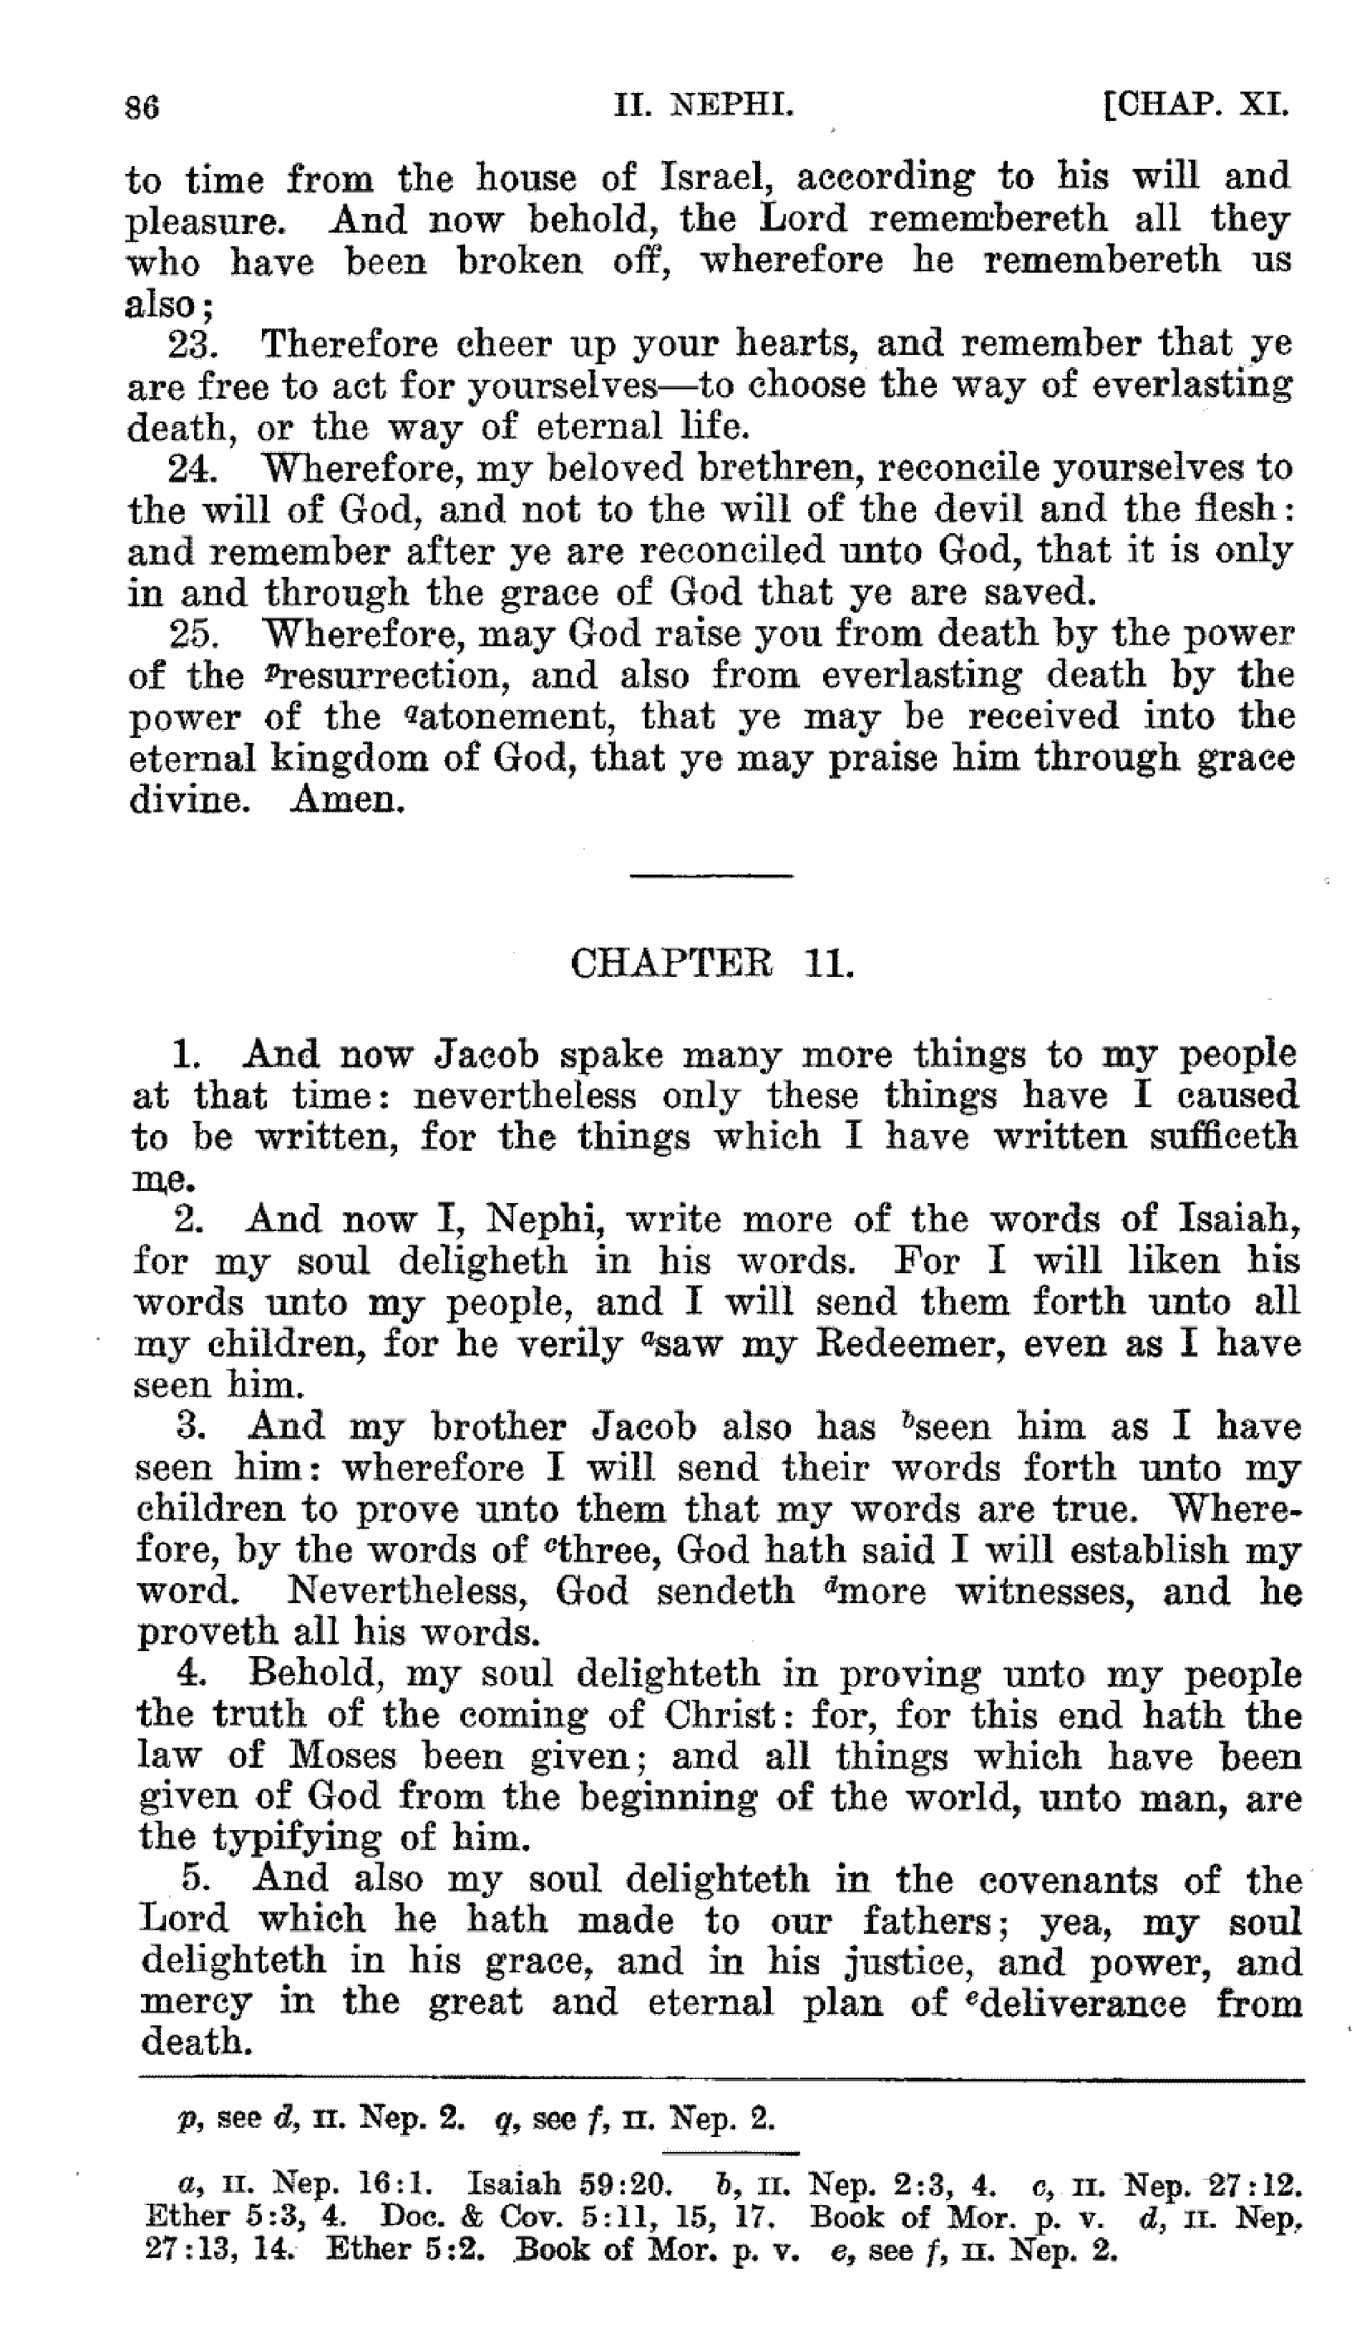 86 II. NEPHI. [CHAP. XI.
to time from the house of Israel, according to his will and
pleasure. And now behold, the Lord remembereth all they
who have been broken off, wherefore he remembereth us
also;
23. Therefore cheer up your hearts, and remember that ye
are free to act for yourselves—to choose the way of everlasting
death, or the way of eternal life.
24. Wherefore, my beloved brethren, reconcile yourselves to
the will of God, and not to the will of the devil and the flesh:
and remember after ye are reconciled unto God, that it is only
in and through the grace of God that ye are saved.
25. Wherefore, may God raise you from death by the power
of the ᵖresurrection, and also from everlasting death by the
power of the qatonement, that ye may be received into the
eternal kingdom of God, that ye may praise him through grace
divine. Amen.
CHAPTER 11.
1. And now Jacob spake many more things to my people
at that time: nevertheless only these things have I caused
to be written, for the things which I have written sufficeth
me.
2. And now I, Nephi, write more of the words of Isaiah,
for my soul deligheth in his words. For I will liken his
words unto my people, and I will send them forth unto all
my children, for he verily ᵃsaw my Redeemer, even as I have
seen him.
3. And my brother Jacob also has ᵇseen him as I have
seen him: wherefore I will send their words forth unto my
children to prove unto them that my words are true. Where-
fore, by the words of ᶜthree, God hath said I will establish my
word. Nevertheless, God sendeth ᵈmore witnesses, and he
proveth all his words.
4. Behold, my soul delighteth in proving unto my people
the truth of the coming of Christ: for, for this end hath the
law of Moses been given; and all things which have been
given of God from the beginning of the world, unto man, are
the typifying of him.
5. And also my soul delighteth in the covenants of the
Lord which he hath made to our fathers; yea, my soul
delighteth in his grace, and in his justice, and power, and
mercy in the great and eternal plan of ᵉdeliverance from
death.
p, see d, II. Nep. 2. q, see f, II. Nep. 2.
a, II. Nep. 16:1. Isaiah 59:20. b, II. Nep. 2:3, 4. c, II. Nep. 27:12.
Ether 5:3, 4. Doc. & Cov. 5:11, 15, 17. Book of Mor. p. v. d, II. Nep.
27:13, 14. Ether 5:2. Book of Mor. p. v. e, see f, II. Nep. 2.